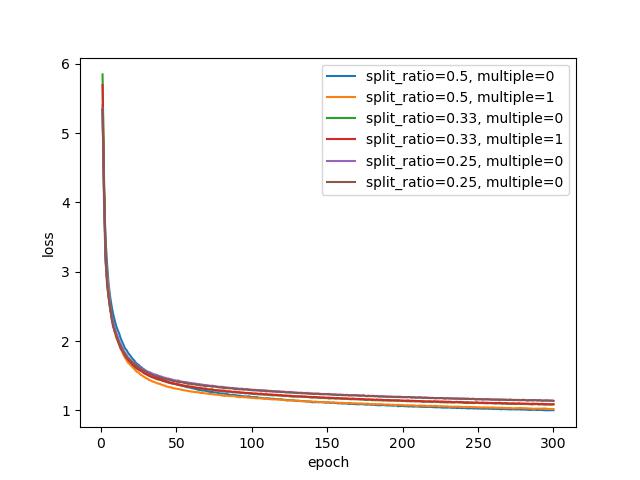 split_ratio=0.5, multiple=0
split_ratio=0.5, multiple=1
split_ratio=0.33, multiple=0
split_ratio=0.33, multiple=1
split_ratio=0.25, multiple=0
split_ratio=0.25, multiple=0
6
5
4
3
2
1
loss
0 50 100 150 200 250 300
epoch